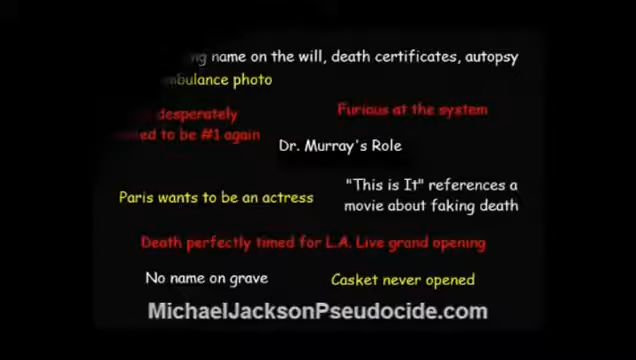 name on the will, death certificates, autopsy
photo
desperately
Furious at the system
to be #1 again
Dr. Murray's Role
"This is It" references a
Paris wants to be an actress
movie about faking death
Death perfectly timed for L.A. Live grand opening
No name on grave
Casket never opened
MichaelJacksonPseudocide.com